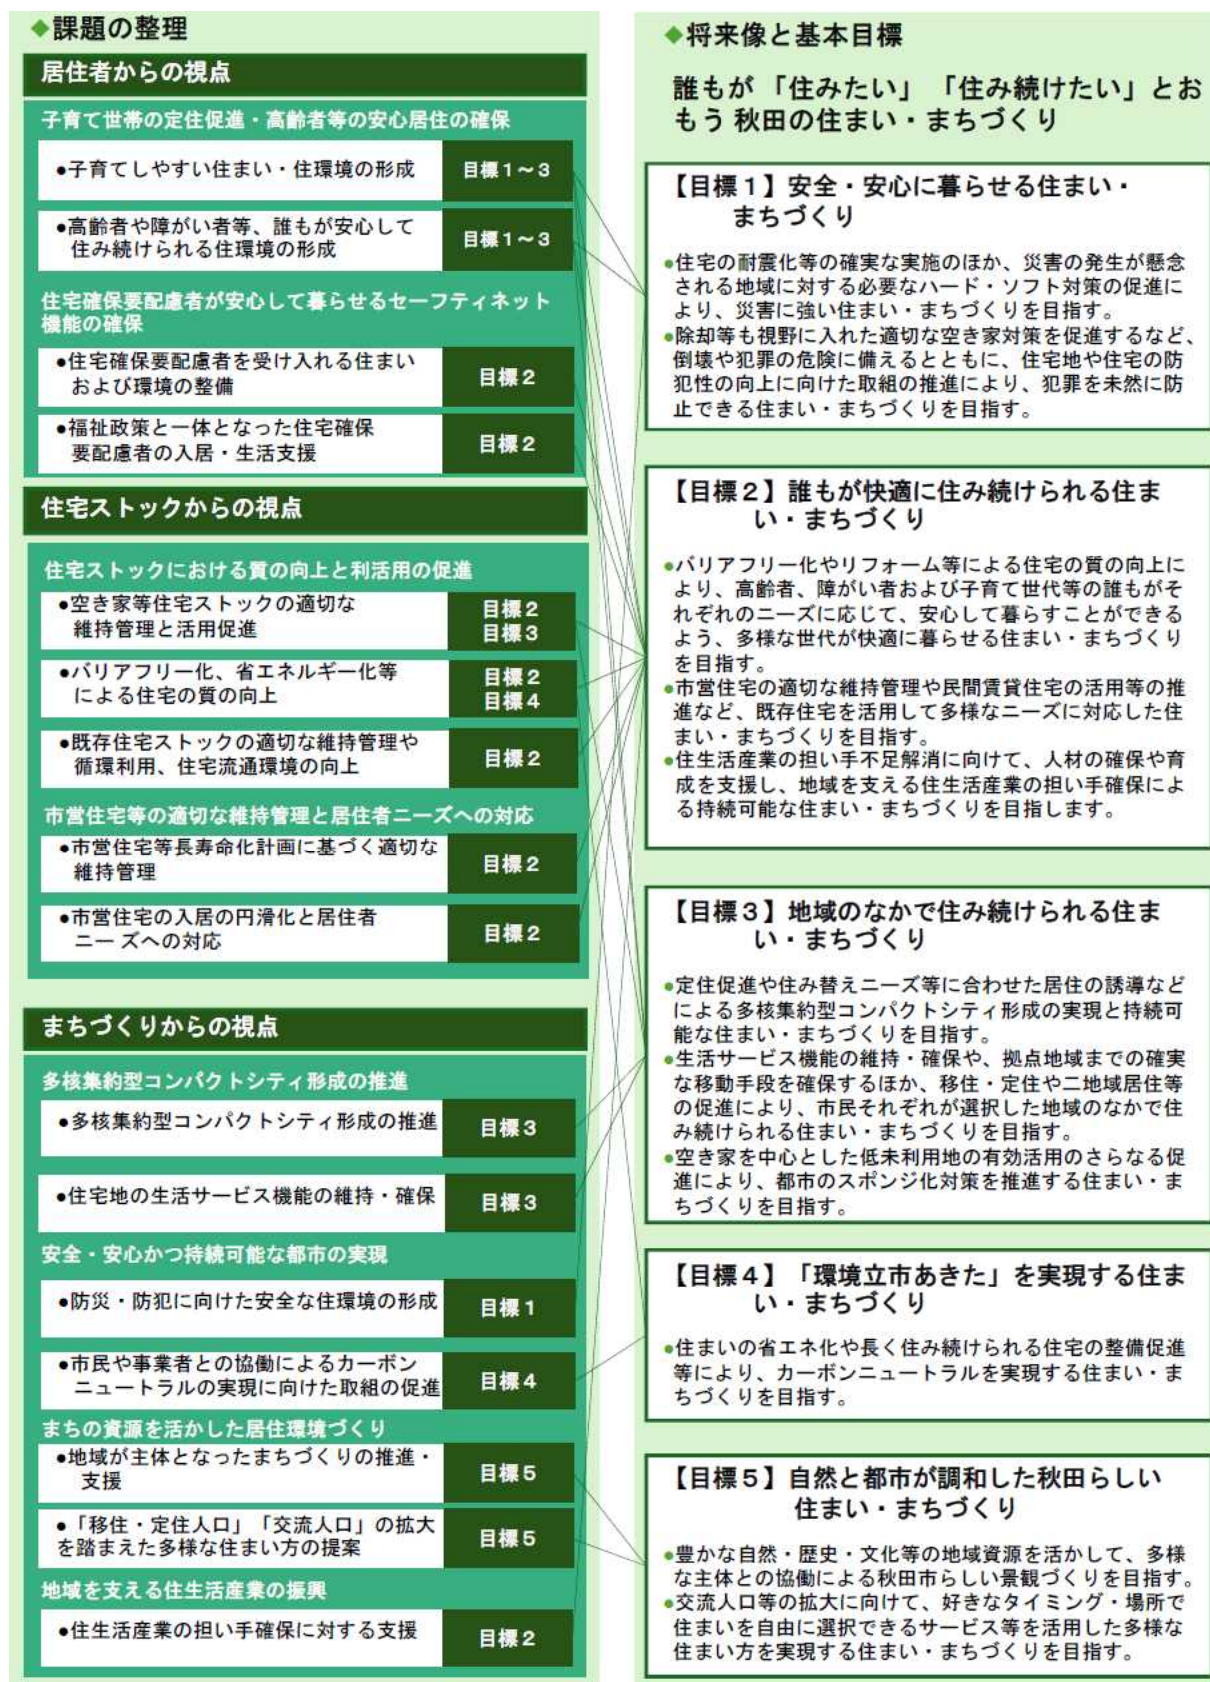 ◆課題の整理
居住者からの視点
子育て世帯の定住促進・高齢者等の安心居住の確保
●子育てしやすい住まい・住環境の形成
目標1~3
●高齢者や障がい者等、誰もが安心して
住み続けられる住環境の形成
目標1~3
住宅確保要配慮者が安心して暮らせるセーフティネット
機能の確保
●住宅確保要配慮者を受け入れる住まい
および環境の整備
目標2
●福祉政策と一体となった住宅確保
要配慮者の入居・生活支援
目標2
住宅ストックからの視点
住宅ストックにおける質の向上と利活用の促進
●空き家等住宅ストックの適切な
維持管理と活用促進
目標2
目標3
●バリアフリー化、省エネルギー化等
による住宅の質の向上
目標2
目標4
●既存住宅ストックの適切な維持管理や
循環利用、住宅流通環境の向上
目標2
市営住宅等の適切な維持管理と居住者ニーズへの対応
●市営住宅等長寿命化計画に基づく適切な
維持管理
目標2
●市営住宅の入居の円滑化と居住者
ニーズへの対応
目標2
まちづくりからの視点
多核集約型コンパクトシティ形成の推進
●多核集約型コンパクトシティ形成の推進
目標3
●住宅地の生活サービス機能の維持・確保
目標3
安全・安心かつ持続可能な都市の実現
●防災・防犯に向けた安全な住環境の形成
目標1
●市民や事業者との協働によるカーボン
ニュートラルの実現に向けた取組の促進
目標4
まちの資源を活かした居住環境づくり
●地域が主体となったまちづくりの推進・
支援
目標5
●「移住・定住人口」「交流人口」の拡大
を踏まえた多様な住まい方の提案
目標5
地域を支える住生活産業の振興
●住生活産業の担い手確保に対する支援
目標2
◆将来像と基本目標
誰もが「住みたい」「住み続けたい」とお
もう 秋田の住まい・まちづくり
【目標1】安全・安心に暮らせる住まい・
まちづくり
●住宅の耐震化等の確実な実施のほか、災害の発生が懸念
される地域に対する必要なハード・ソフト対策の促進に
より、災害に強い住まい・まちづくりを目指す。
●除却等も視野に入れた適切な空き家対策を促進するなど、
倒壊や犯罪の危険に備えるとともに、住宅地や住宅の防
犯性の向上に向けた取組の推進により、犯罪を未然に防
止できる住まい・まちづくりを目指す。
【目標2】誰もが快適に住み続けられる住ま
い・まちづくり
●バリアフリー化やリフォーム等による住宅の質の向上に
より、高齢者、障がい者および子育て世代等の誰もがそ
れぞれのニーズに応じて、安心して暮らすことができる
よう、多様な世代が快適に暮らせる住まい・まちづくり
を目指す。
●市営住宅の適切な維持管理や民間賃貸住宅の活用等の推
進など、既存住宅を活用して多様なニーズに対応した住
まい・まちづくりを目指す。
●住生活産業の担い手不足解消に向けて、人材の確保や育
成を支援し、地域を支える住生活産業の担い手確保によ
る持続可能な住まい・まちづくりを目指します。
【目標3】地域のなかで住み続けられる住ま
い・まちづくり
●定住促進や住み替えニーズ等に合わせた居住の誘導など
による多核集約型コンパクトシティ形成の実現と持続可
能な住まい・まちづくりを目指す。
●生活サービス機能の維持・確保や、拠点地域までの確実
な移動手段を確保するほか、移住・定住や二地域居住等
の促進により、市民それぞれが選択した地域のなかで住
み続けられる住まい・まちづくりを目指す。
●空き家を中心とした低未利用地の有効活用のさらなる促
進により、都市のスポンジ化対策を推進する住まい・ま
ちづくりを目指す。
【目標4】「環境立市あきた」を実現する住ま
い・まちづくり
●住まいの省エネ化や長く住み続けられる住宅の整備促進
等により、カーボンニュートラルを実現する住まい・ま
ちづくりを目指す。
【目標5】自然と都市が調和した秋田らしい
住まい・まちづくり
●豊かな自然・歴史・文化等の地域資源を活かして、多様
な主体との協働による秋田市らしい景観づくりを目指す。
●交流人口等の拡大に向けて、好きなタイミング・場所で
住まいを自由に選択できるサービス等を活用した多様な
住まい方を実現する住まい・まちづくりを目指す。